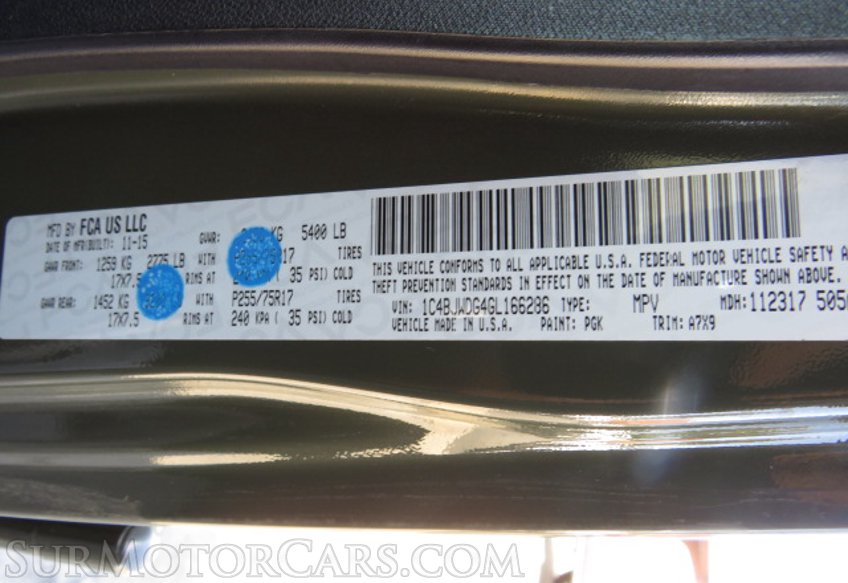 MFD BY FCA US LLC
DATE OF MFR(BUILT): 11-15
GVWR: KG 5400 LB
GAWR FRONT: 1259 KG 2775 LB WITH TIRES
17X7.5 RIMS AT ( 35 PSI) COLD
GAWR REAR: 1452 KG WITH P255/75R17 TIRES
17X7.5 RIMS AT 240 KPA ( 35 PSI) COLD
THIS VEHICLE CONFORMS TO ALL APPLICABLE U.S.A. FEDERAL MOTOR VEHICLE SAFETY A
THEFT PREVENTION STANDARDS IN EFFECT ON THE DATE OF MANUFACTURE SHOWN ABOVE.
VIN: 1C4BJWDG4GL166286 TYPE: MPV MDH: 112317 505
VEHICLE MADE IN U.S.A. PAINT: PGK TRIM: A7X9
SurMotorCars.com